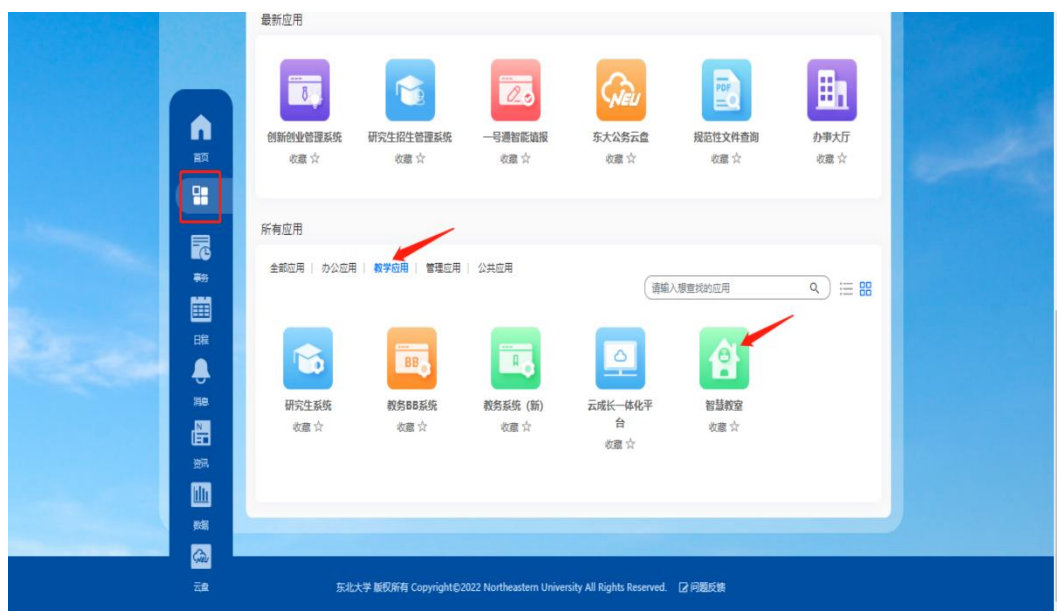 最新应用
创新创业管理系统
研究生招生管理系统
一号通智能填报
NEU
东大公务云盘
PDF
规范性文件查询
办事大厅
收藏 ☆
收藏 ☆
收藏 ☆
收藏 ☆
收藏 ☆
收藏 ☆
首页
事务
日程
消息
N
资讯
数据
NEU
云盘
所有应用
全部应用 | 办公应用 | 教学应用 | 管理应用 | 公共应用
请输入想查找的应用
研究生系统
BB
教务BB系统
教务系统（新）
云成长一体化平
台
智慧教室
收藏 ☆
收藏 ☆
收藏 ☆
收藏 ☆
收藏 ☆
东北大学 版权所有 Copyright©2022 Northeastern University All Rights Reserved. 问题反馈